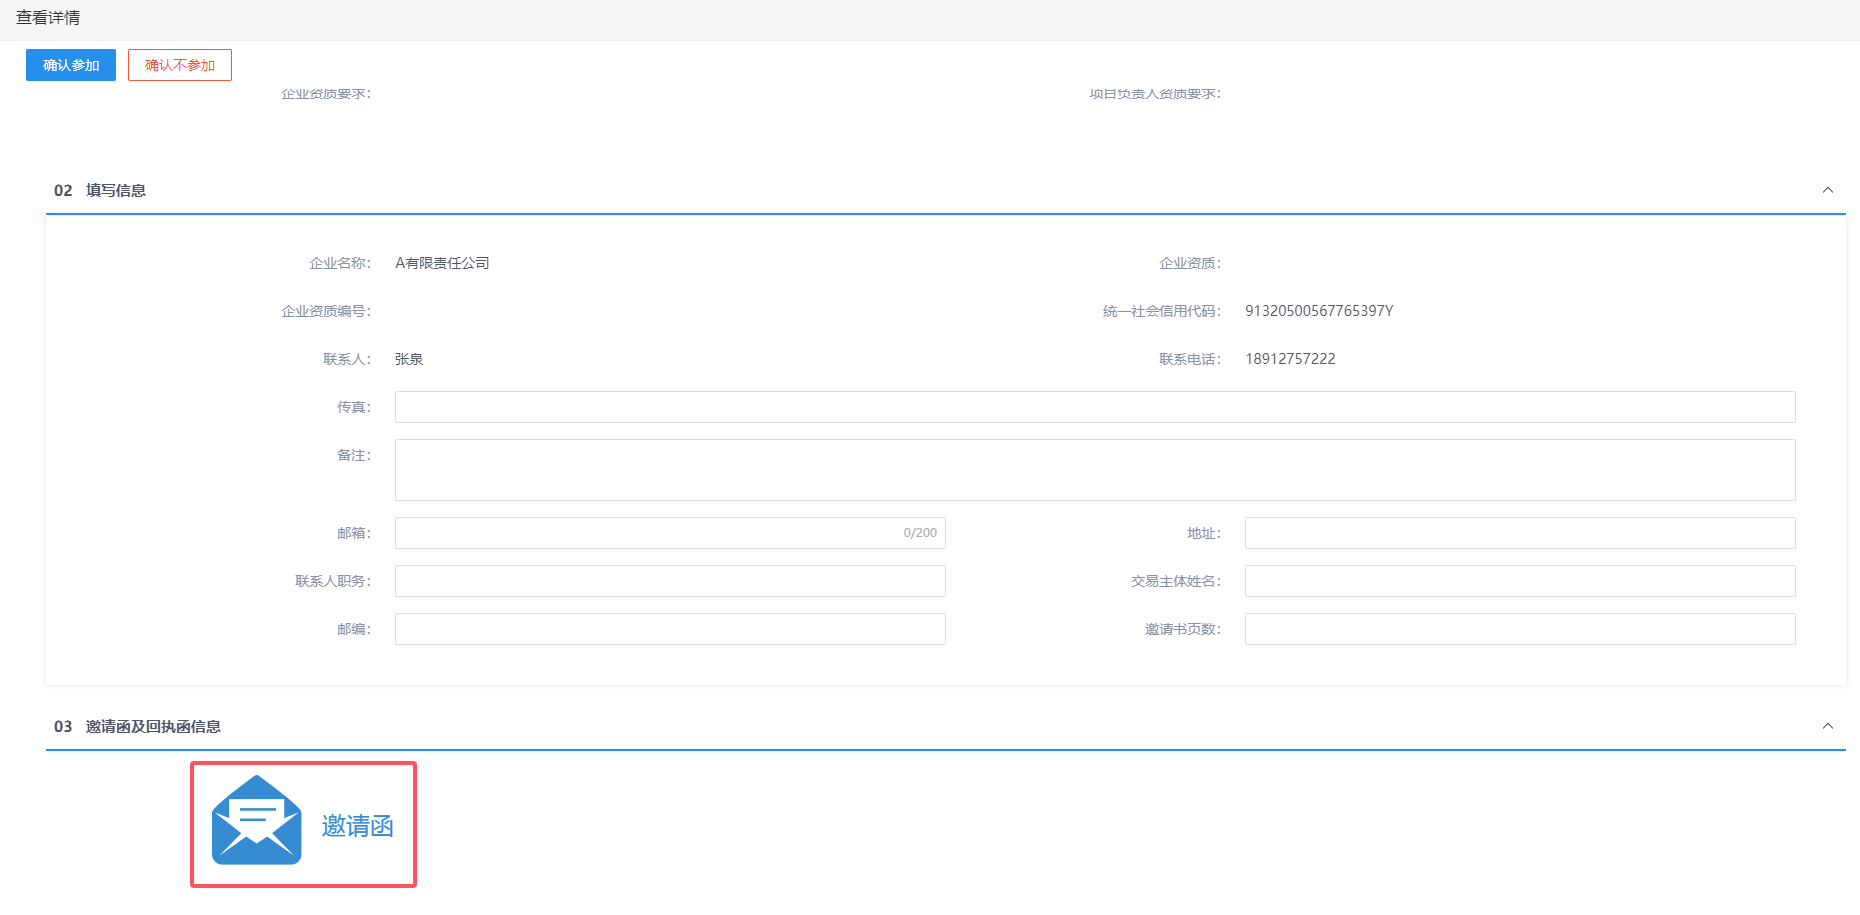 查看详情
确认参加 确认不参加
企业资质要求： 项目负责人资质要求：
02 填写信息
企业名称： A有限责任公司 企业资质：
企业资质编号： 统一社会信用代码： 91320500567765397Y
联系人： 张泉 联系电话： 18912757222
传真：
备注：
邮箱： 0/200 地址：
联系人职务： 交易主体姓名：
邮编： 邀请书页数：
03 邀请函及回执函信息
邀请函